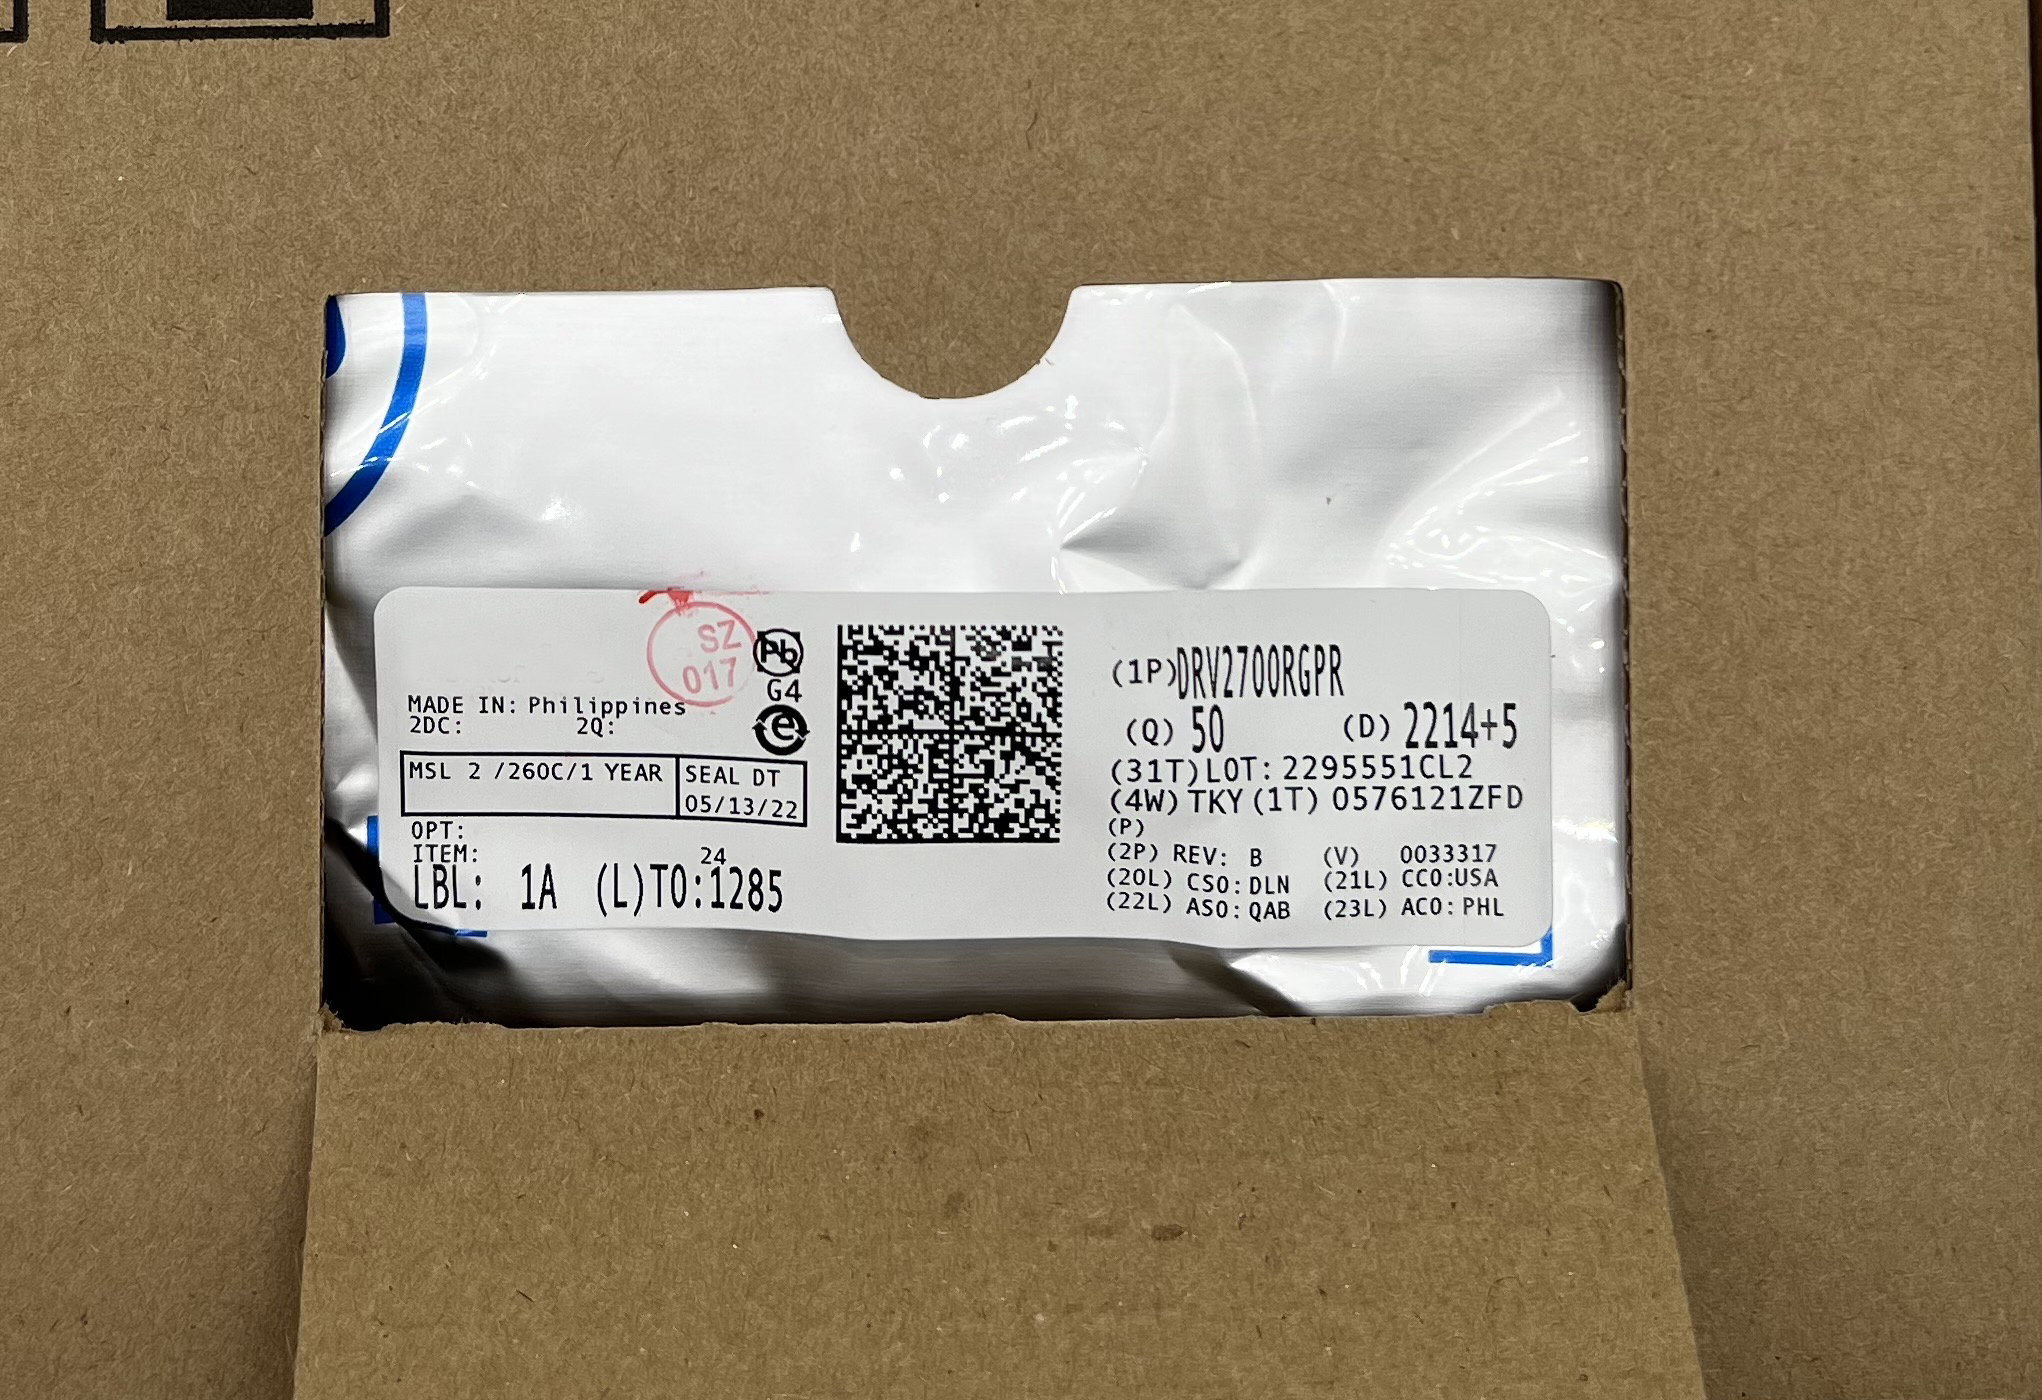 SZ
017
Pb
G4
e
MADE IN: Philippines
2DC: 2Q:
MSL 2 /260C/1 YEAR
SEAL DT
05/13/22
OPT:
ITEM: 24
LBL: 1A (L)TO:1285
(1P)DRV2700RGPR
(Q) 50 (D) 2214+5
(31T)LOT: 2295551CL2
(4W) TKY (1T) 0576121ZFD
(P)
(2P) REV: B (V) 0033317
(20L) CSO: DLN (21L) CCO:USA
(22L) ASO: QAB (23L) ACO: PHL